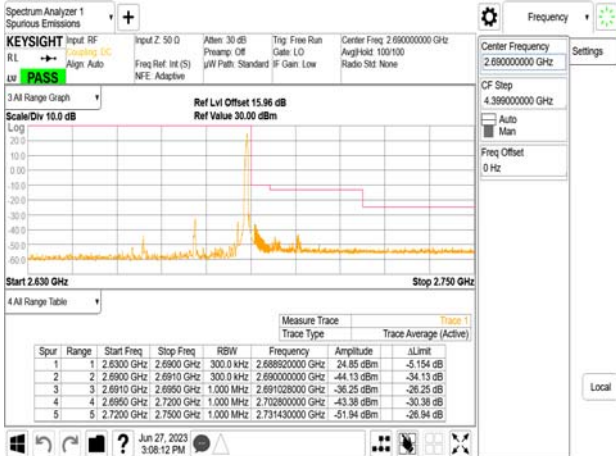 Spectrum Analyzer 1
Spurious Emissions
Frequency
KEYSIGHT
R L
LV PASS
Input: RF
Coupling: DC
Align: Auto
Input Z: 50 Ω
Freq Ref: Int (S)
NFE: Adaptive
Atten: 30 dB
Preamp: Off
µW Path: Standard
Trig: Free Run
Gate: LO
IF Gain: Low
Center Freq: 2.690000000 GHz
Avg|Hold: 100/100
Radio Std: None
Center Frequency
2.690000000 GHz
Settings
CF Step
4.399000000 GHz
Auto
Man
Freq Offset
0 Hz
Local
3 All Range Graph
Scale/Div 10.0 dB
Ref Lvl Offset 15.96 dB
Ref Value 30.00 dBm
Log
20.0
10.0
0.00
-10.0
-20.0
-30.0
-40.0
-50.0
-60.0
Start 2.630 GHz
Stop 2.750 GHz
4 All Range Table
Measure Trace Trace 1
Trace Type Trace Average (Active)
Spur Range Start Freq Stop Freq RBW Frequency Amplitude ΔLimit
1 1 2.6300 GHz 2.6900 GHz 300.0 kHz 2.688920000 GHz 24.85 dBm -5.154 dB
2 2 2.6900 GHz 2.6910 GHz 300.0 kHz 2.690000000 GHz -44.13 dBm -34.13 dB
3 3 2.6910 GHz 2.6950 GHz 1.000 MHz 2.691028000 GHz -36.25 dBm -26.25 dB
4 4 2.6950 GHz 2.7200 GHz 1.000 MHz 2.702800000 GHz -43.38 dBm -30.38 dB
5 5 2.7200 GHz 2.7500 GHz 1.000 MHz 2.731430000 GHz -51.94 dBm -26.94 dB
?
Jun 27, 2023
3:08:12 PM